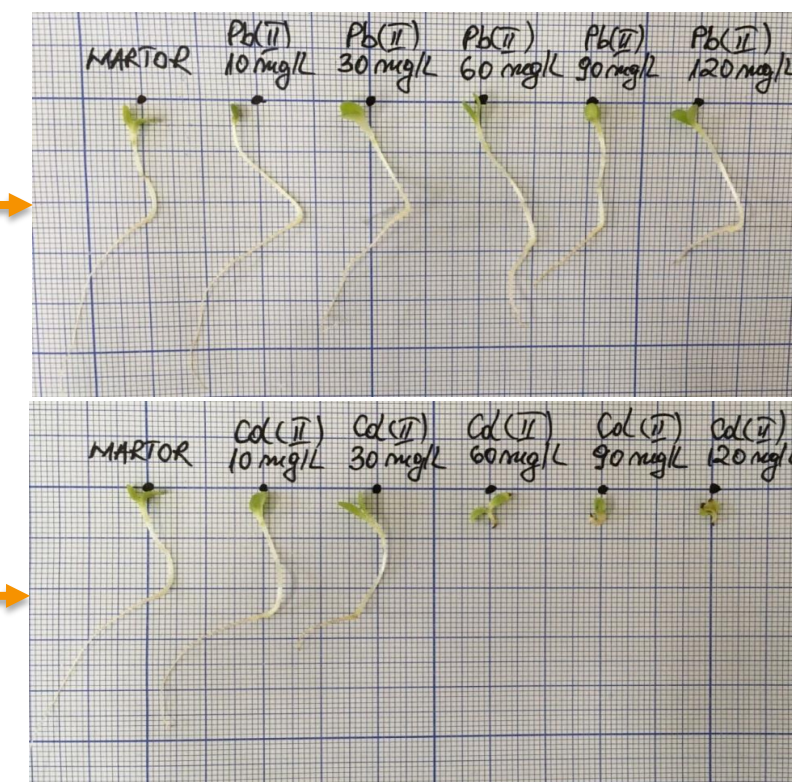 MARTOR
Pb(II)
10 mg/L
Pb(II)
30 mg/L
Pb(II)
60 mg/L
Pb(II)
90 mg/L
Pb(II)
120 mg/L
MARTOR
Cd(II)
10 mg/L
Cd(II)
30 mg/L
Cd(II)
60 mg/L
Cd(II)
90 mg/L
Cd(II)
120 mg/L